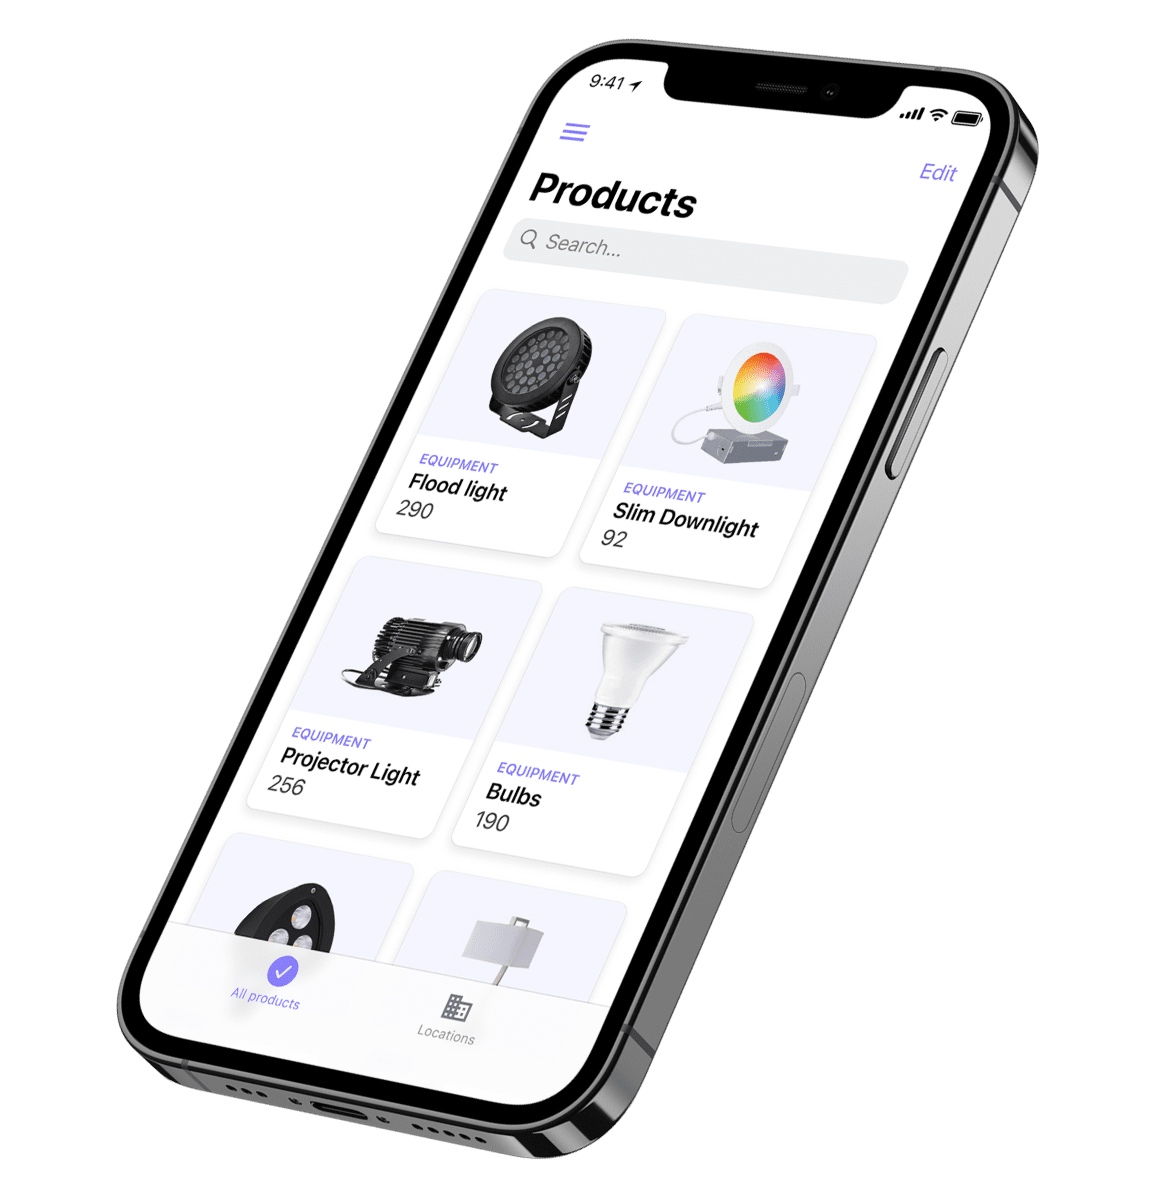 9:41
Edit
Products
Search...
EQUIPMENT
Flood light
290
EQUIPMENT
Slim Downlight
92
EQUIPMENT
Projector Light
256
EQUIPMENT
Bulbs
190
All products
Locations